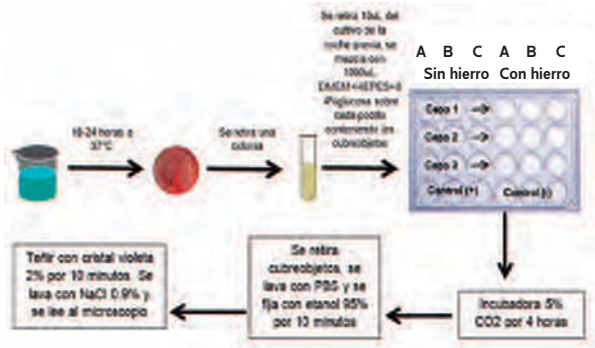 Se retira 10uL del
cultivo de la
noche previa, se
mezcla con
1000uL
DMEM+HEPES+
glucosa sobre
cada pocillo
conteniendo los
cubreobjetos
A B C A B C
Sin hierro Con hierro
18-24 horas a
37°C
Se retira una
colonia
Cepa 1
Cepa 2
Cepa 3
Control (+) Control (-)
Incubadora 5%
CO2 por 4 horas
Se retira
cubreobjetos, se
lava con PBS y se
fija con etanol 95%
por 10 minutos
Teñir con cristal violeta
2% por 10 minutos. Se
lava con NaCl 0.9% y
se lee al microscopio